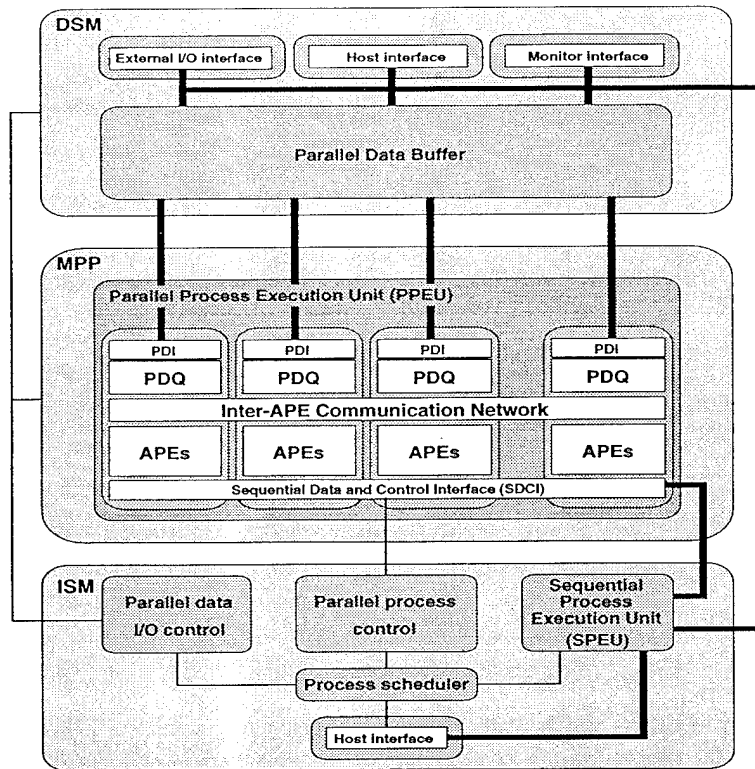 DSM
External I/O interface
Host interface
Monitor interface
Parallel Data Buffer
MPP
Parallel Process Execution Unit (PPEU)
PDI
PDI
PDI
PDI
PDQ
PDQ
PDQ
PDQ
Inter-APE Communication Network
APEs
APEs
APEs
APEs
Sequential Data and Control Interface (SDCI)
ISM
Parallel data
I/O control
Parallel process
control
Sequential
Process
Execution Unit
(SPEU)
Process scheduler
Host interface